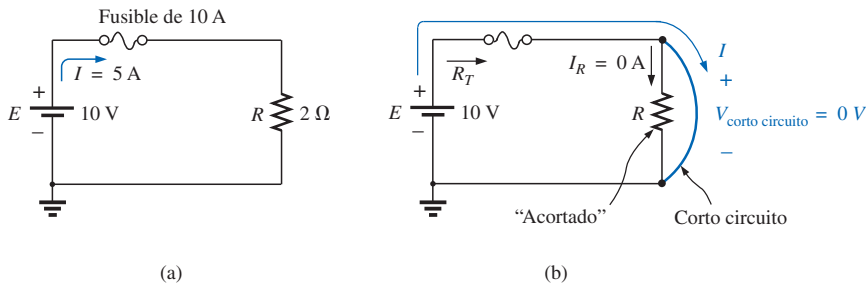 Fusible de 10 A
I = 5 A
+
E
10 V
−
R
2 Ω
(a)
+
E
10 V
−
R_T
I_R = 0 A
R
I
+
V_corto circuito = 0 V
−
“Acortado”
Corto circuito
(b)